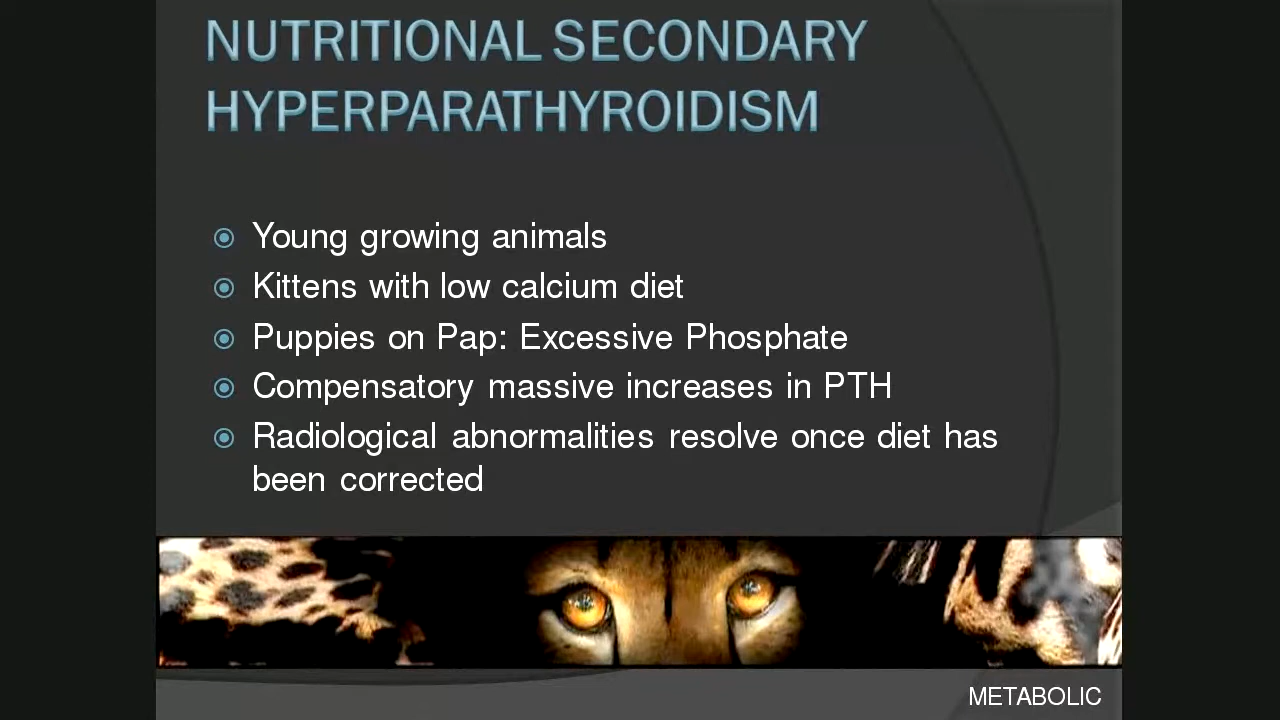 NUTRITIONAL SECONDARY
HYPERPARATHYROIDISM
Young growing animals
Kittens with low calcium diet
Puppies on Pap: Excessive Phosphate
Compensatory massive increases in PTH
Radiological abnormalities resolve once diet has
been corrected
METABOLIC